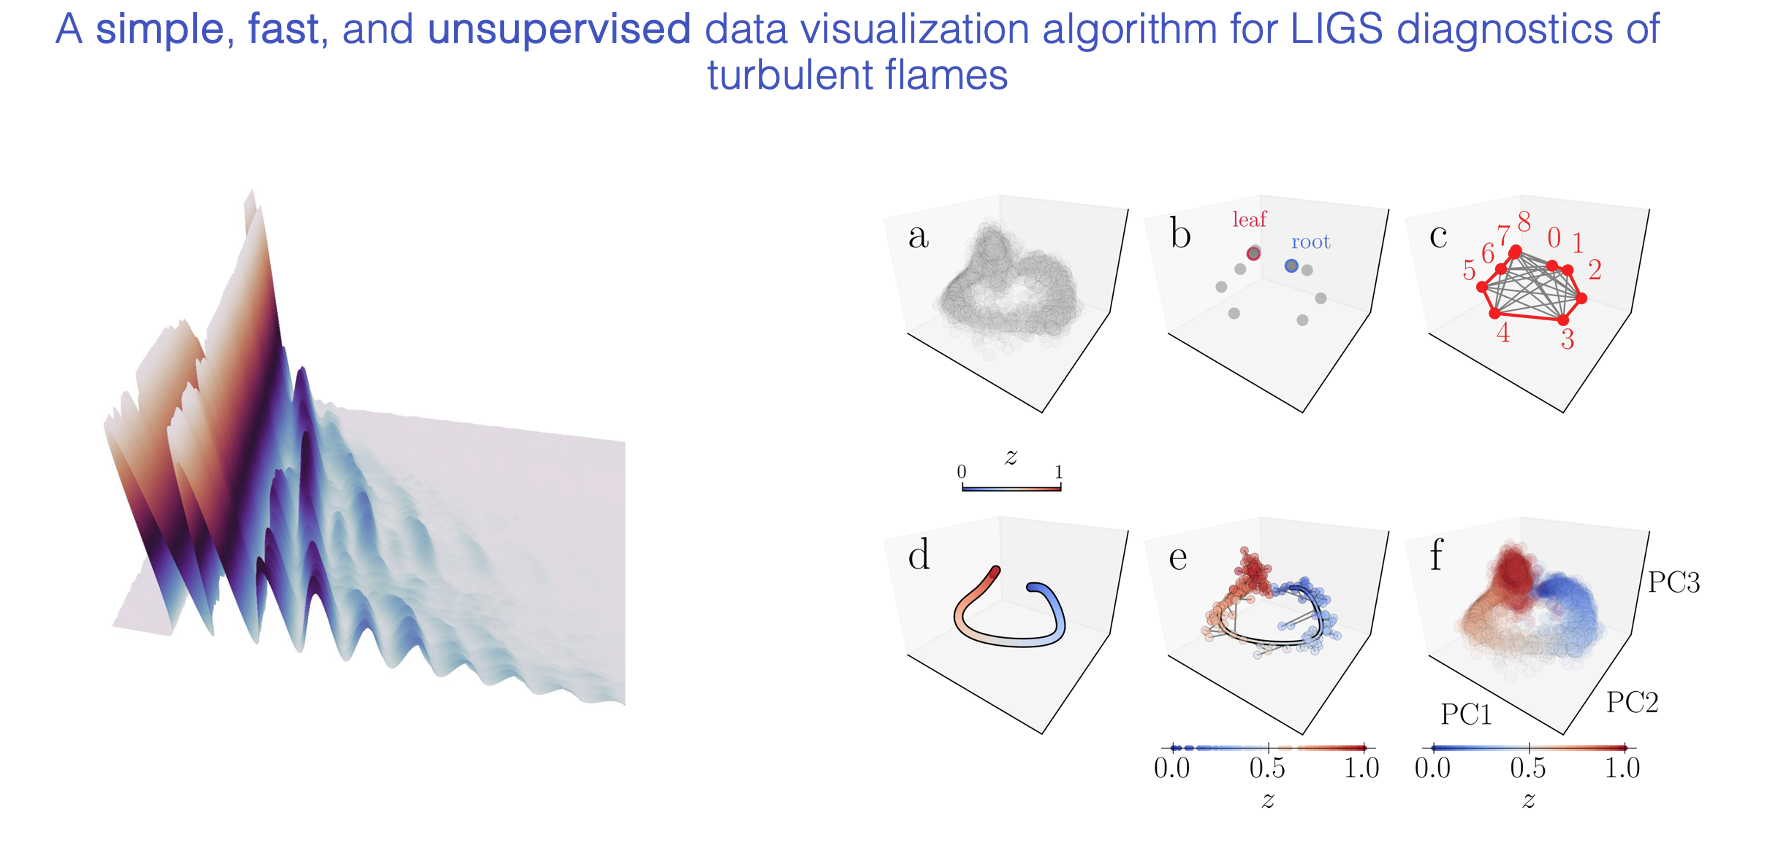 A simple, fast, and unsupervised data visualization algorithm for LIGS diagnostics of
turbulent flames
a
b
leaf
root
c
8
7
0
1
6
5
2
4
3
z
0
1
d
e
f
PC3
PC2
PC1
0.0
0.5
1.0
z
0.0
0.5
1.0
z